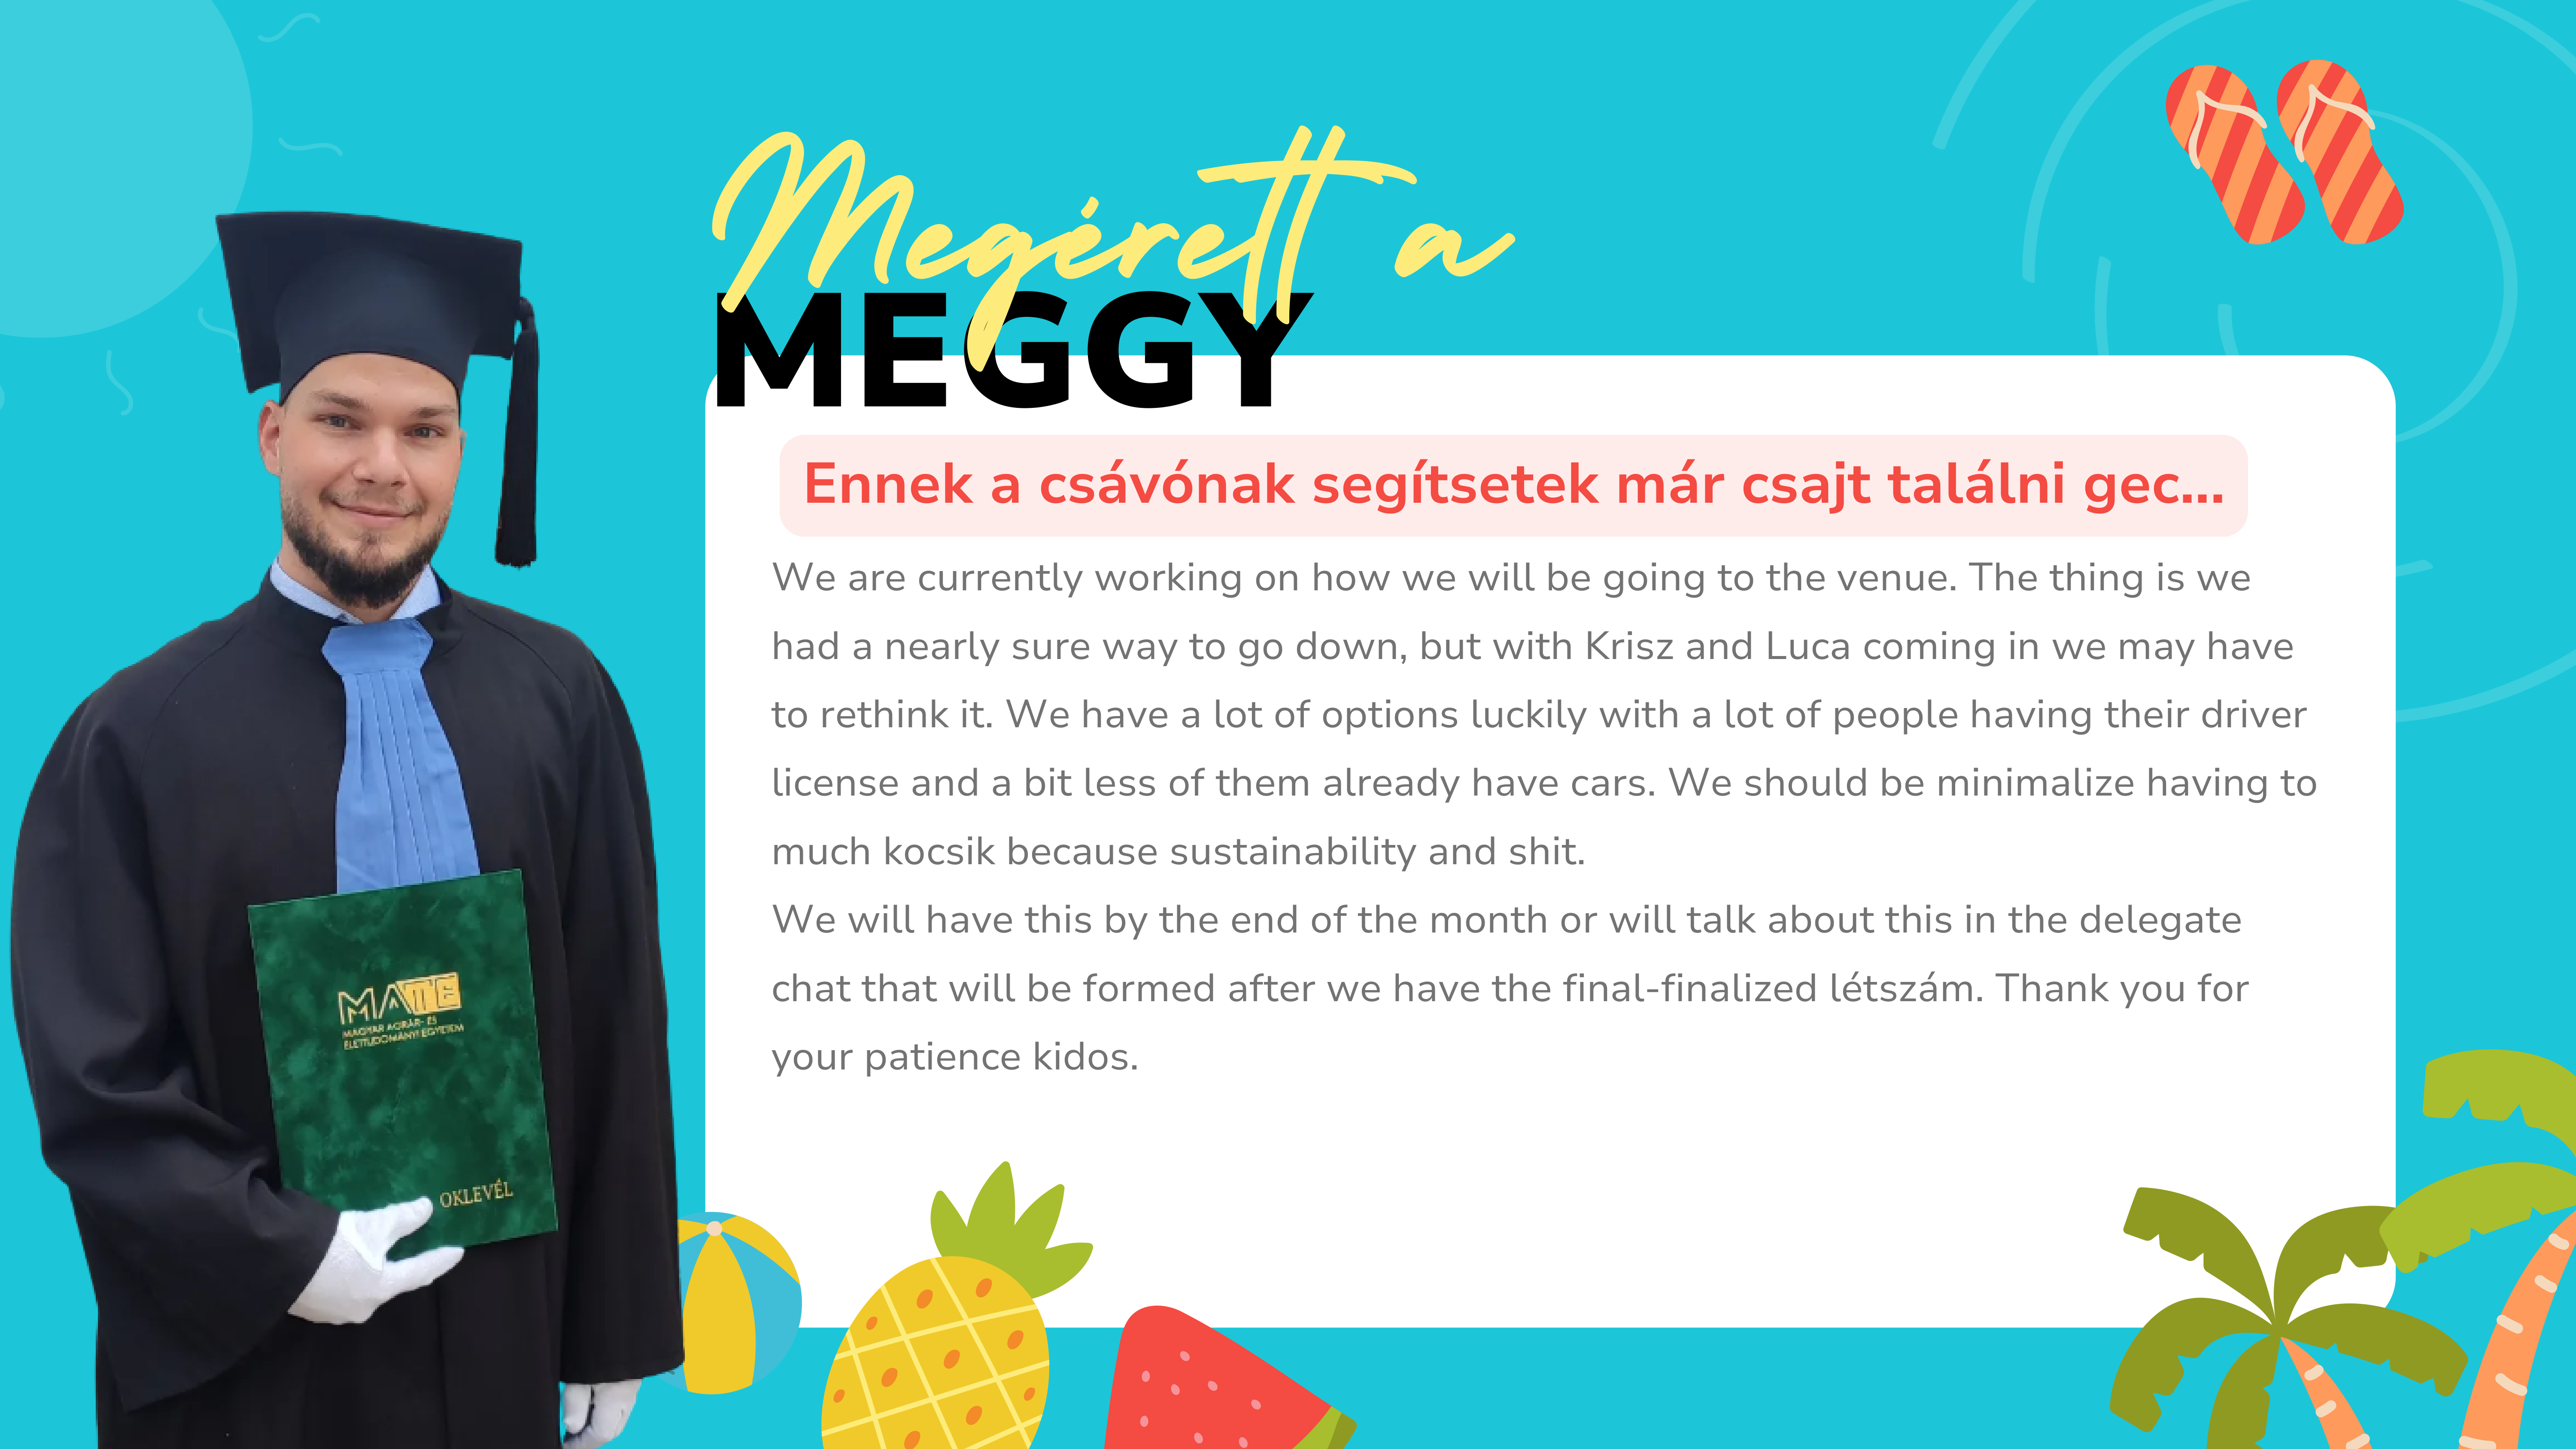 Megérett a
MEGGY
Ennek a csávónak segítsetek már csajt találni gec...
We are currently working on how we will be going to the venue. The thing is we
had a nearly sure way to go down, but with Krisz and Luca coming in we may have
to rethink it. We have a lot of options luckily with a lot of people having their driver
license and a bit less of them already have cars. We should be minimalize having to
much kocsik because sustainability and shit.
We will have this by the end of the month or will talk about this in the delegate
chat that will be formed after we have the final-finalized létszám. Thank you for
your patience kidos.
MATE
MAGYAR AGRÁR- ÉS
ÉLETTUDOMÁNYI EGYETEM
OKLEVÉL